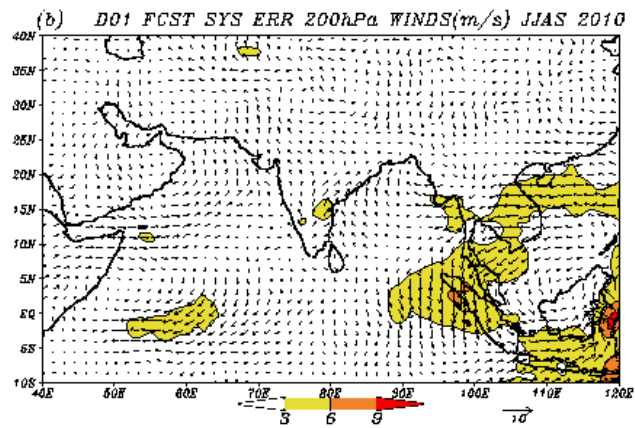 (b) D01 FCST SYS ERR 200hPa WINDS(m/s) JJAS 2010
40N
35N
30N
25N
20N
15N
10N
5N
EQ
5S
10S
40E 50E 60E 70E 80E 90E 100E 110E 120E
3 6 9
10